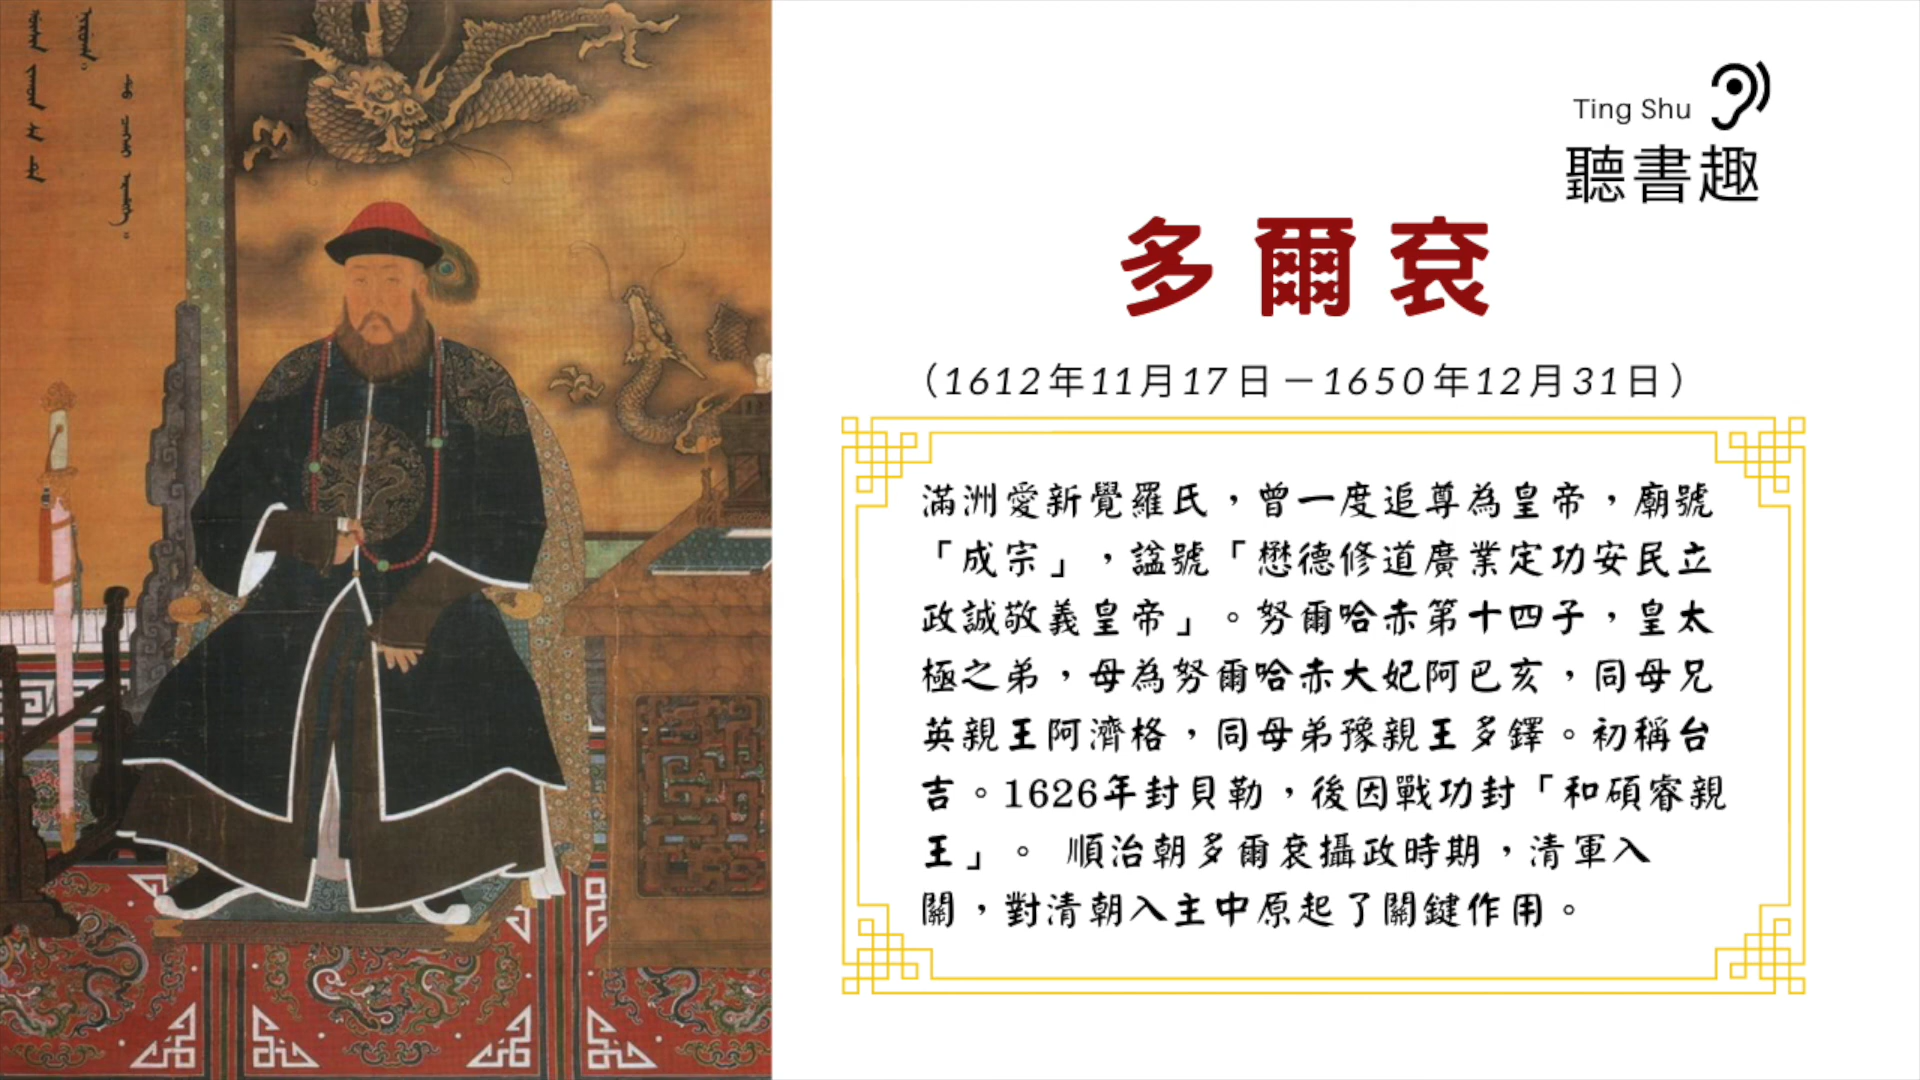 Ting Shu
聽書趣
多爾袞
（1612年11月17日－1650年12月31日）
滿洲愛新覺羅氏，曾一度追尊為皇帝，廟號
「成宗」，諡號「懋德修道廣業定功安民立
政誠敬義皇帝」。努爾哈赤第十四子，皇太
極之弟，母為努爾哈赤大妃阿巴亥，同母兄
英親王阿濟格，同母弟豫親王多鐸。初稱台
吉。1626年封貝勒，後因戰功封「和碩睿親
王」。 順治朝多爾袞攝政時期，清軍入
關，對清朝入主中原起了關鍵作用。